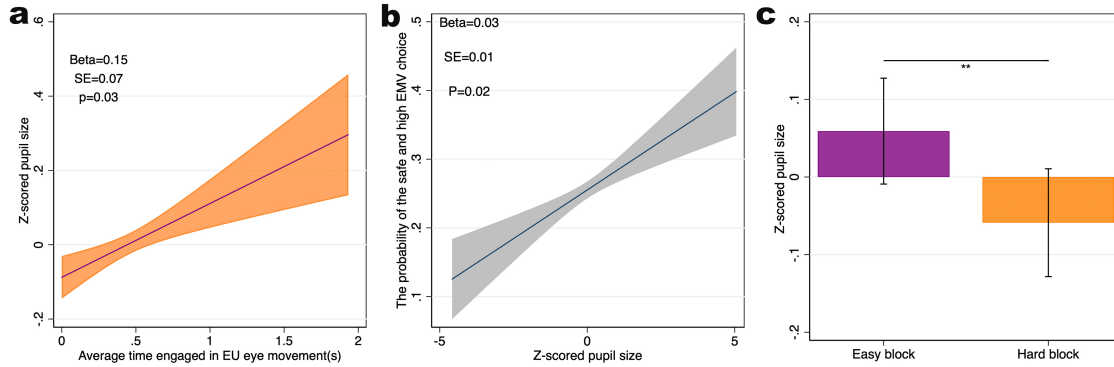 a
Z-scored pupil size
.6
.4
.2
0
-.2
Beta=0.15
SE=0.07
p=0.03
0 .5 1 1.5 2
Average time engaged in EU eye movement(s)
b
The probability of the safe and high EMV choice
.5
.4
.3
.2
.1
Beta=0.03
SE=0.01
P=0.02
-5 0 5
Z-scored pupil size
c
Z-scored pupil size
.2
.1
0
-.1
-.2
**
Easy block Hard block